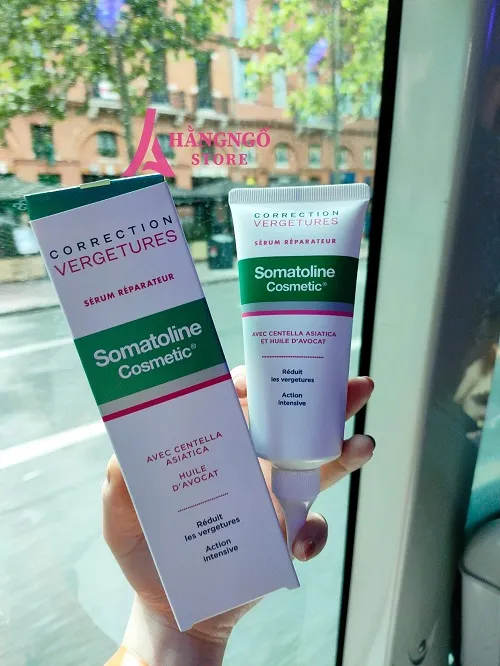 HÀNGNGÔ
STORE
CORRECTION
VERGETURES
SÉRUM RÉPARATEUR
Somatoline
Cosmetic®
AVEC CENTELLA
ASIATICA
HUILE
D'AVOCAT
Réduit
les vergetures
Action
intensive
CORRECTION
VERGETURES
SÉRUM RÉPARATEUR
Somatoline
Cosmetic®
AVEC CENTELLA ASIATICA
ET HUILE D'AVOCAT
Réduit
les vergetures
Action
intensive